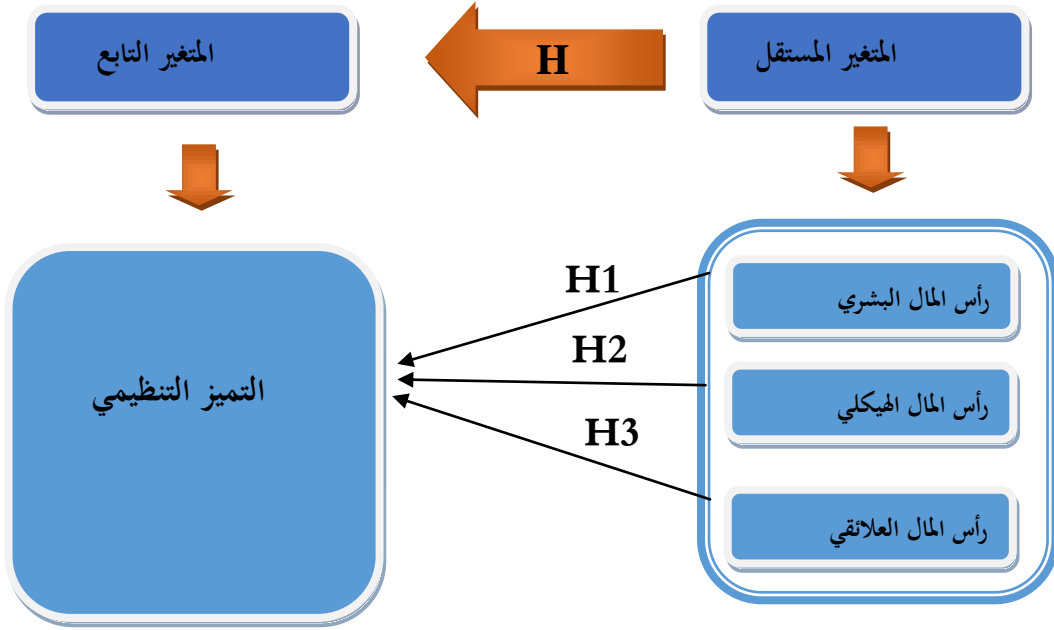 المتغير المستقل
H
المتغير التابع
رأس المال البشري
رأس المال الهيكلي
رأس المال العلائقي
H1
H2
H3
التميز التنظيمي